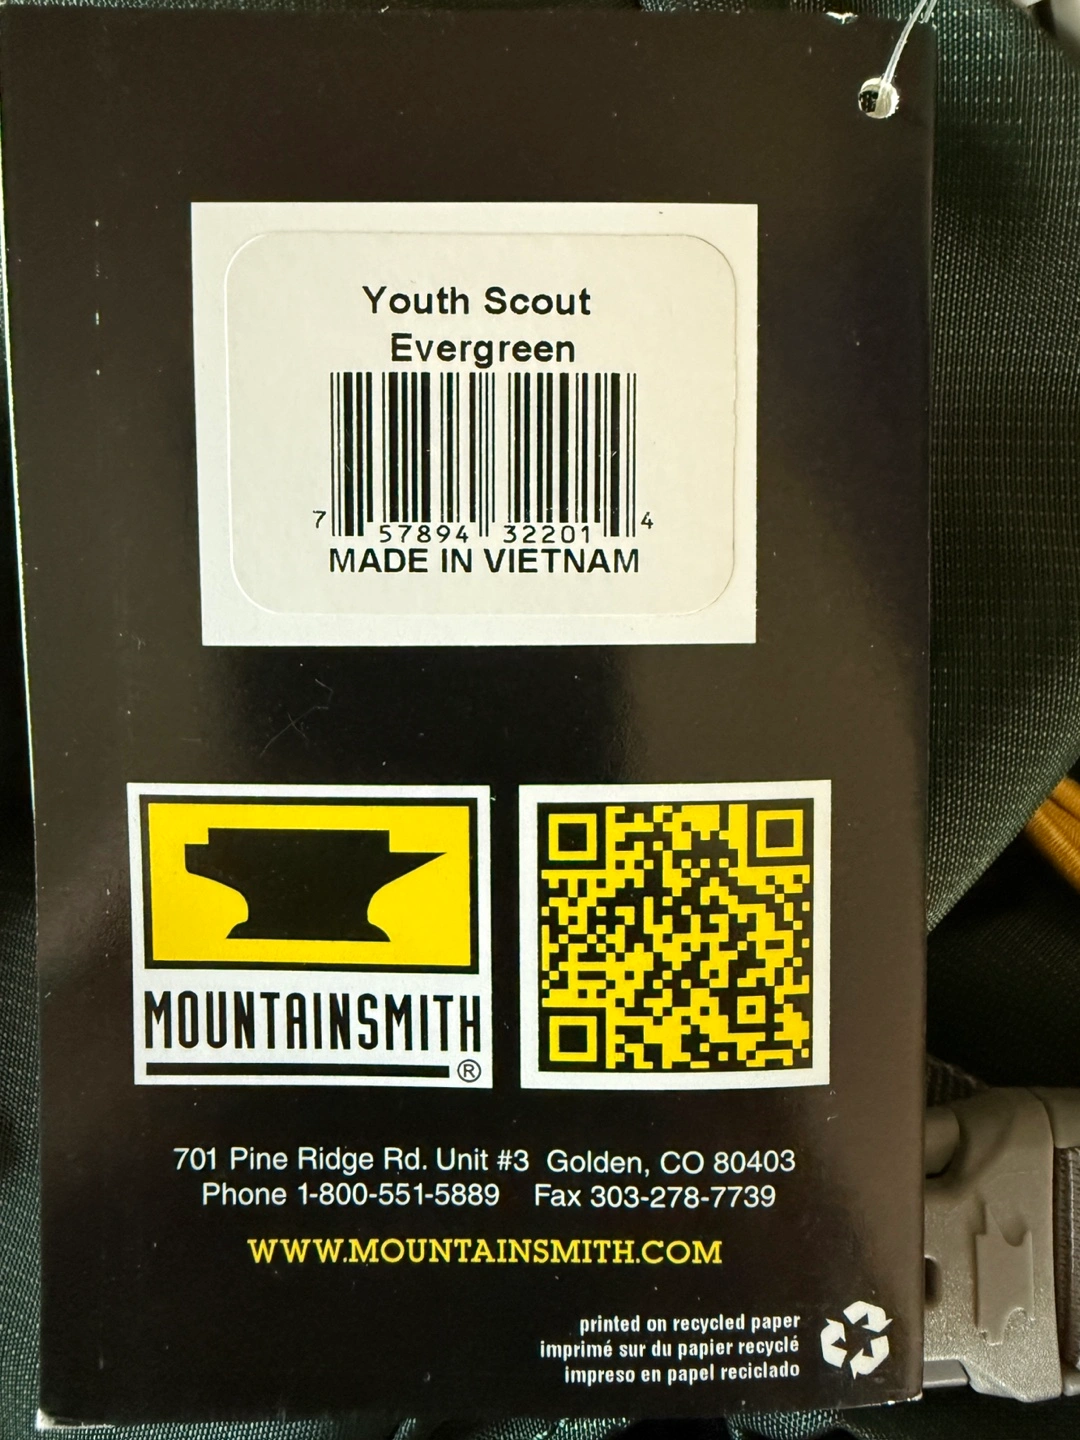 Youth Scout
Evergreen
7 57894 32201 4
MADE IN VIETNAM
MOUNTAINSMITH
®
701 Pine Ridge Rd. Unit #3 Golden, CO 80403
Phone 1-800-551-5889 Fax 303-278-7739
WWW.MOUNTAINSMITH.COM
printed on recycled paper
imprimé sur du papier recyclé
impreso en papel reciclado